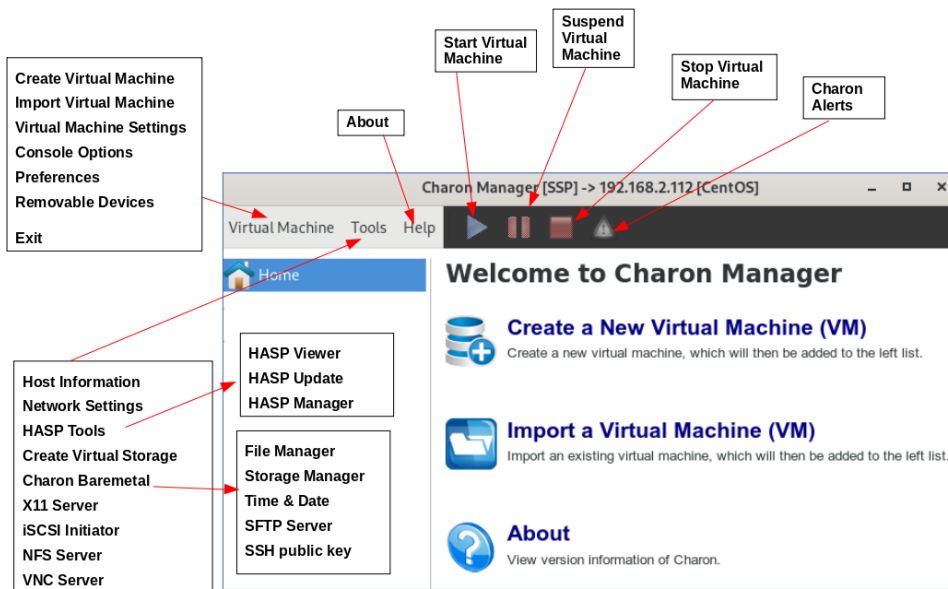 Suspend
Virtual
Machine
Start Virtual
Machine
Stop Virtual
Machine
Charon
Alerts
About
Create Virtual Machine
Import Virtual Machine
Virtual Machine Settings
Console Options
Preferences
Removable Devices
Exit
Charon Manager [SSP] -> 192.168.2.112 [CentOS]
Virtual Machine Tools Help
Home
Welcome to Charon Manager
Create a New Virtual Machine (VM)
Create a new virtual machine, which will then be added to the left list.
Import a Virtual Machine (VM)
Import an existing virtual machine, which will then be added to the left list.
About
View version information of Charon.
Host Information
Network Settings
HASP Tools
Create Virtual Storage
Charon Baremetal
X11 Server
iSCSI Initiator
NFS Server
VNC Server
HASP Viewer
HASP Update
HASP Manager
File Manager
Storage Manager
Time & Date
SFTP Server
SSH public key